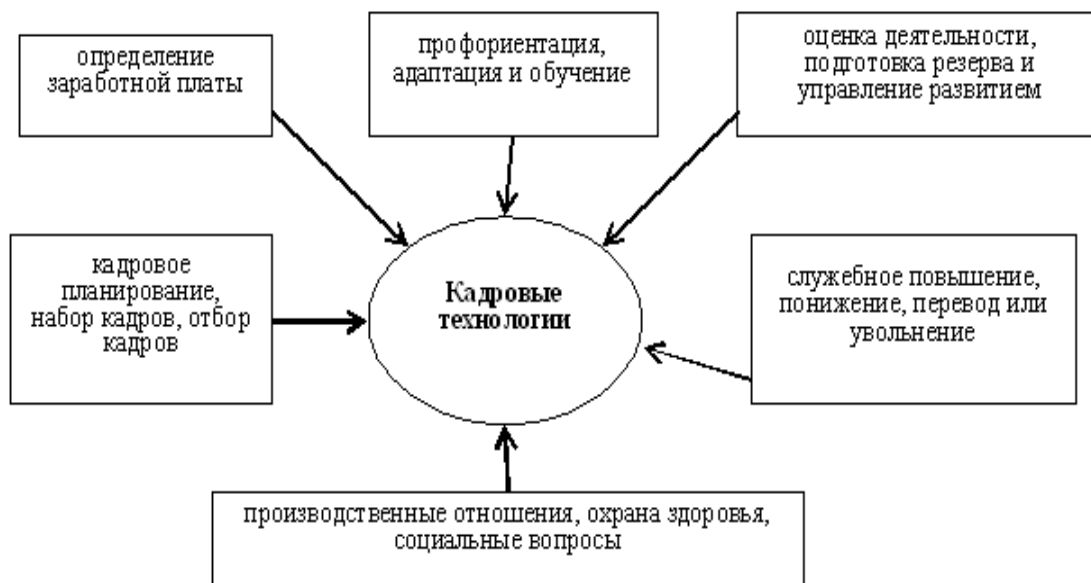 определение
заработной платы
профориентация,
адаптация и обучение
оценка деятельности,
подготовка резерва и
управление развитием
кадровое
планирование,
набор кадров, отбор
кадров
Кадровые
технологии
служебное повышение,
понижение, перевод или
увольнение
производственные отношения, охрана здоровья,
социальные вопросы